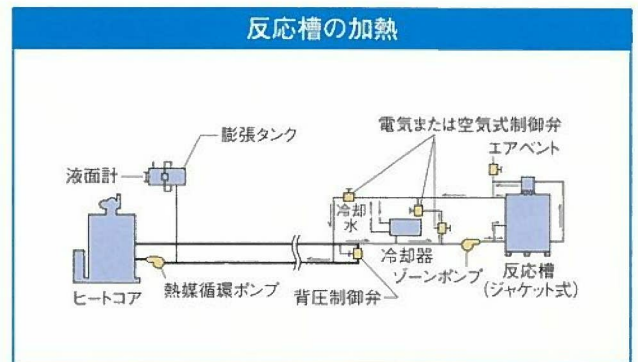 反応槽の加熱
電気または空気式制御弁
膨張タンク
エアベント
液面計
冷却
水
冷却器
ゾーンポンプ
反応槽
(ジャケット式)
ヒートコア
熱媒循環ポンプ
背圧制御弁